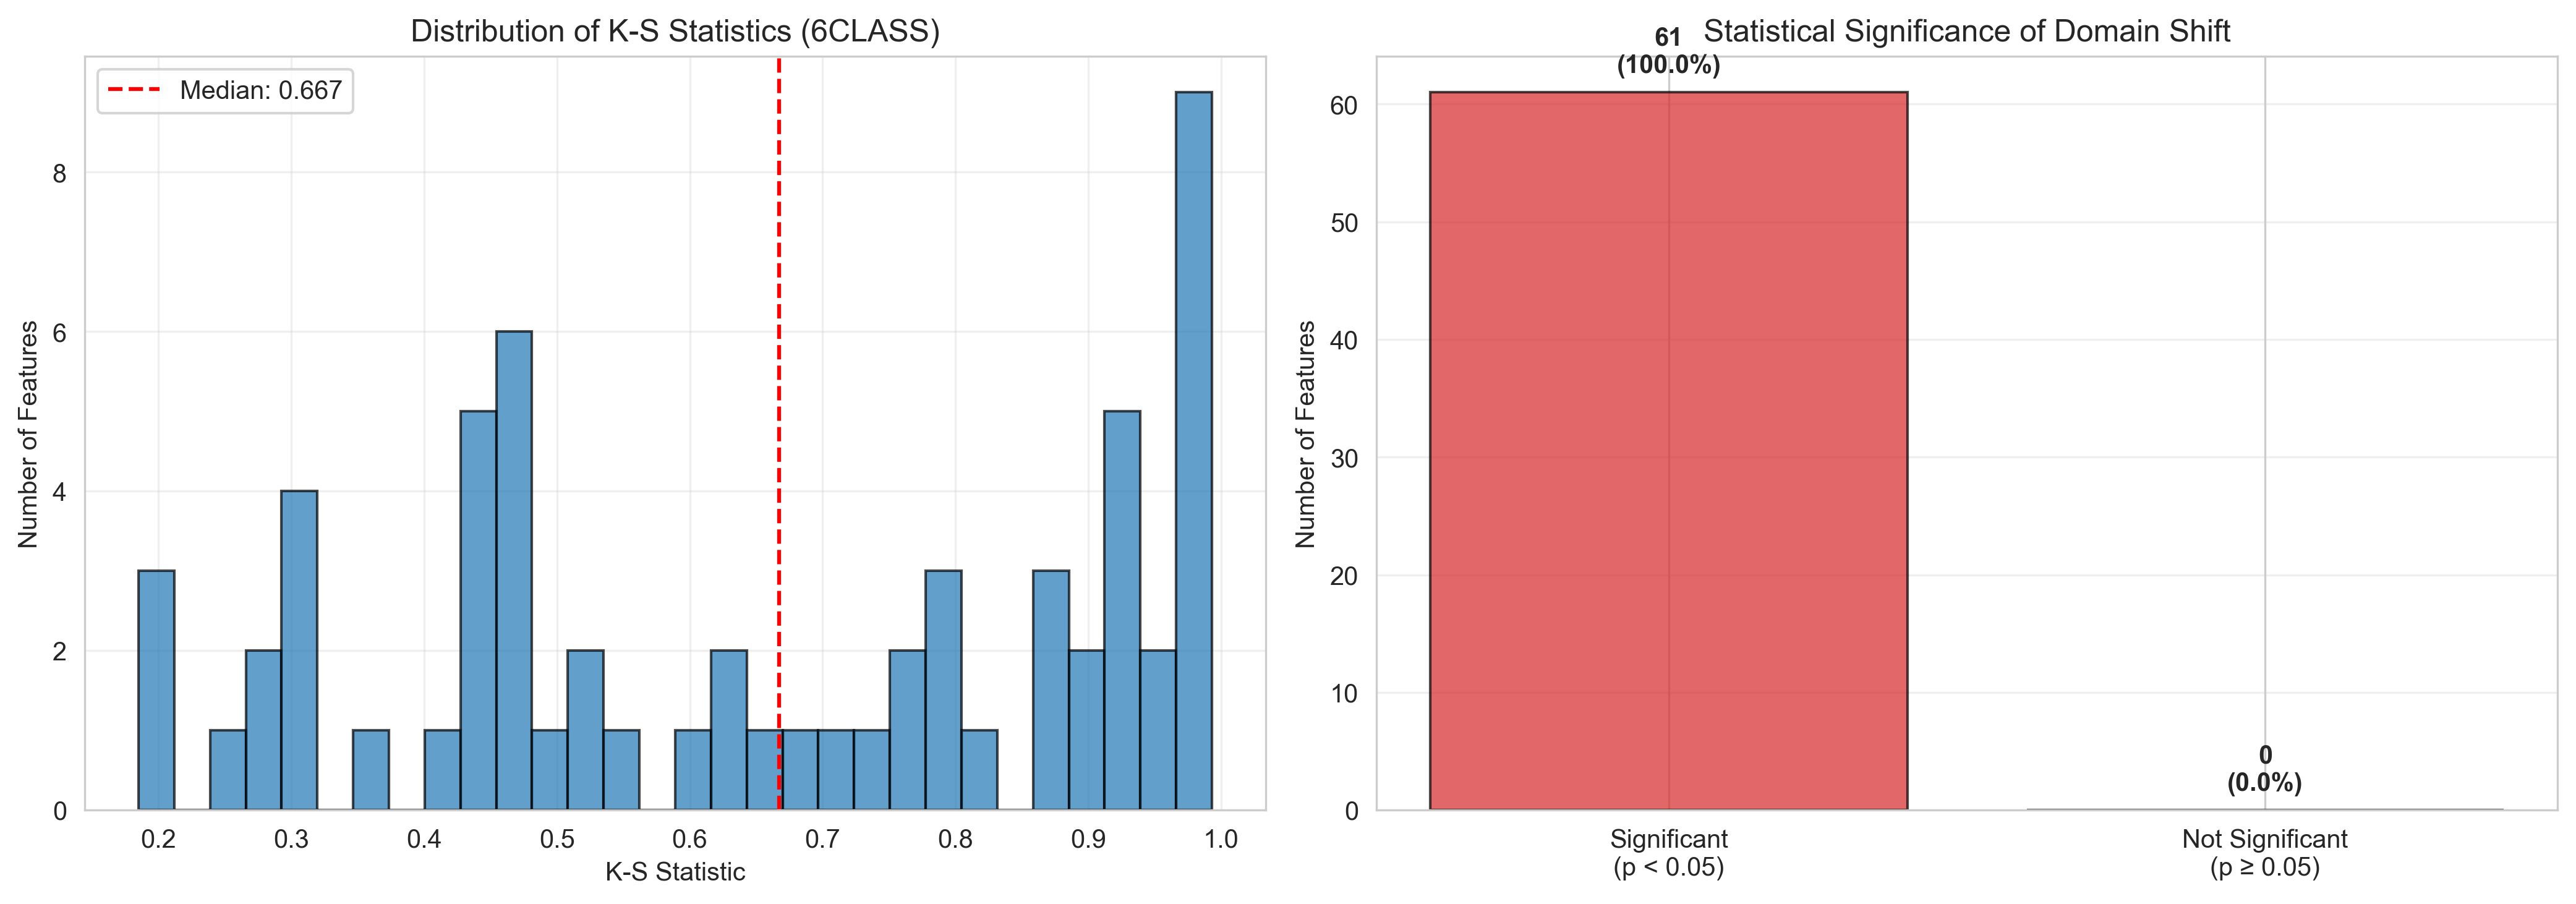 Distribution of K-S Statistics (6CLASS)
Median: 0.667
Number of Features
8
6
4
2
0
0.2 0.3 0.4 0.5 0.6 0.7 0.8 0.9 1.0
K-S Statistic
Statistical Significance of Domain Shift
61
(100.0%)
Number of Features
60
50
40
30
20
10
0
0
(0.0%)
Significant
(p < 0.05)
Not Significant
(p ≥ 0.05)